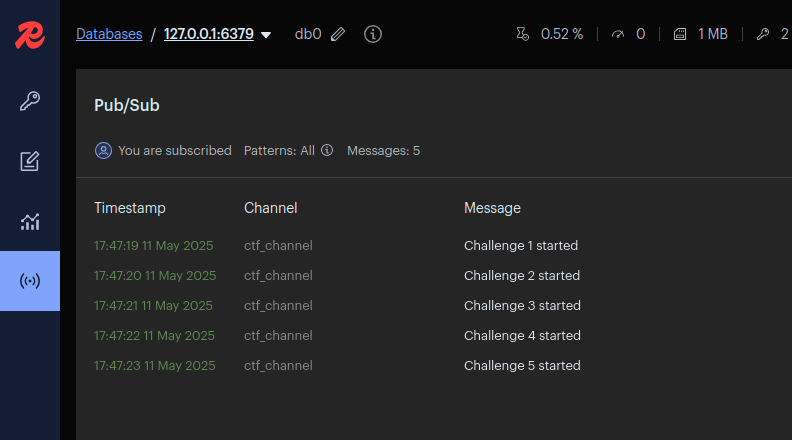 Databases / 127.0.0.1:6379 db0 0.52 % 0 1 MB 2
Pub/Sub
You are subscribed Patterns: All Messages: 5
Timestamp Channel Message
17:47:19 11 May 2025 ctf_channel Challenge 1 started
17:47:20 11 May 2025 ctf_channel Challenge 2 started
17:47:21 11 May 2025 ctf_channel Challenge 3 started
17:47:22 11 May 2025 ctf_channel Challenge 4 started
17:47:23 11 May 2025 ctf_channel Challenge 5 started